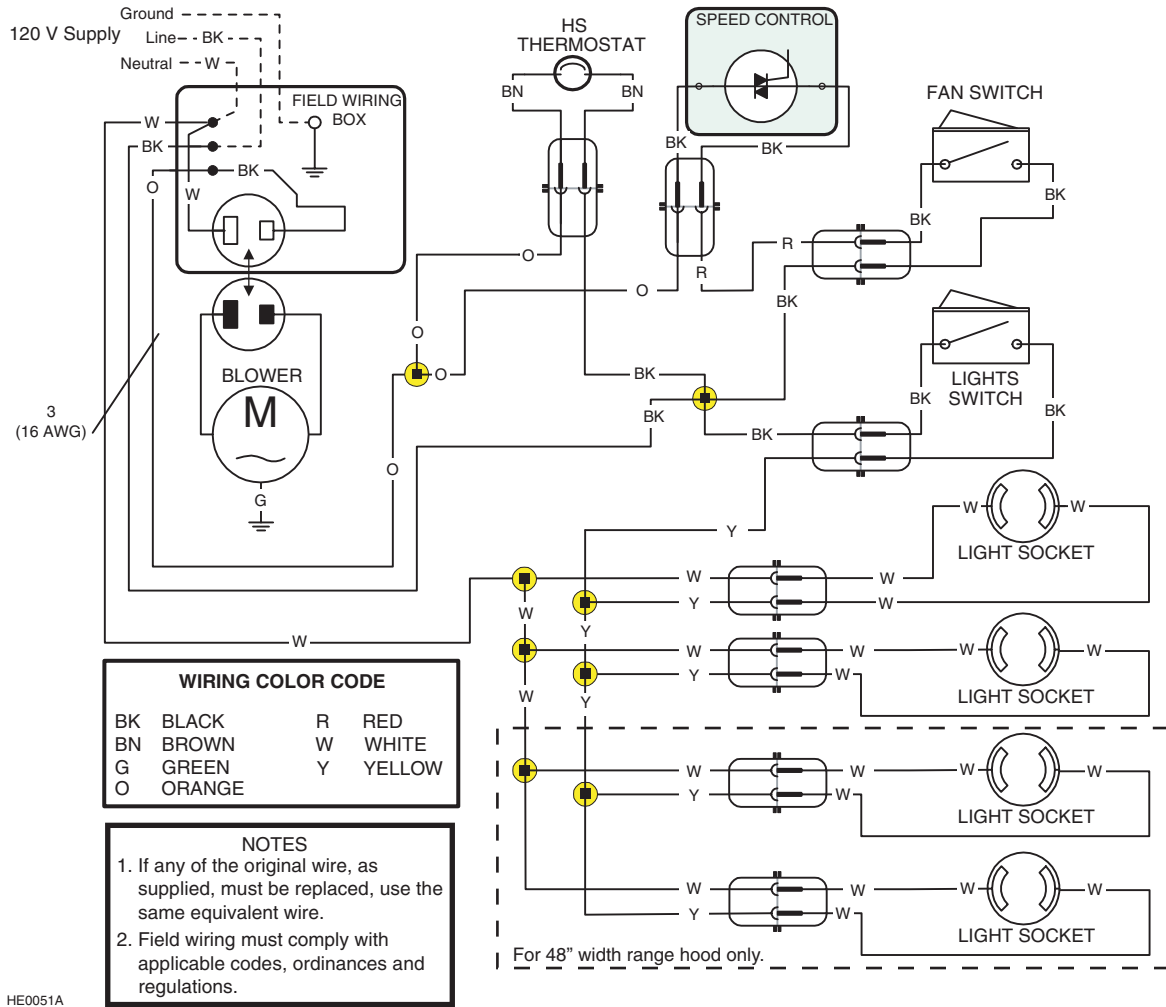 120 V Supply
Ground
Line
BK
Neutral
W
FIELD WIRING
BOX
W
BK
O
W
BK
HS
THERMOSTAT
BN
BN
SPEED CONTROL
BK
BK
FAN SWITCH
BK
BK
R
R
BK
O
O
O
O
BK
BK
BK
LIGHTS
SWITCH
BK
BK
BLOWER
M
G
3
(16 AWG)
O
Y
W
W
W
LIGHT SOCKET
W
W
Y
W
W
Y
W
W
W
LIGHT SOCKET
W
W
Y
W
W
Y
W
WIRING COLOR CODE
BK BLACK R RED
BN BROWN W WHITE
G GREEN Y YELLOW
O ORANGE
W
W
LIGHT SOCKET
W
W
Y
W
W
W
LIGHT SOCKET
W
W
Y
W
For 48” width range hood only.
NOTES
1. If any of the original wire, as
supplied, must be replaced, use the
same equivalent wire.
2. Field wiring must comply with
applicable codes, ordinances and
regulations.
HE0051A